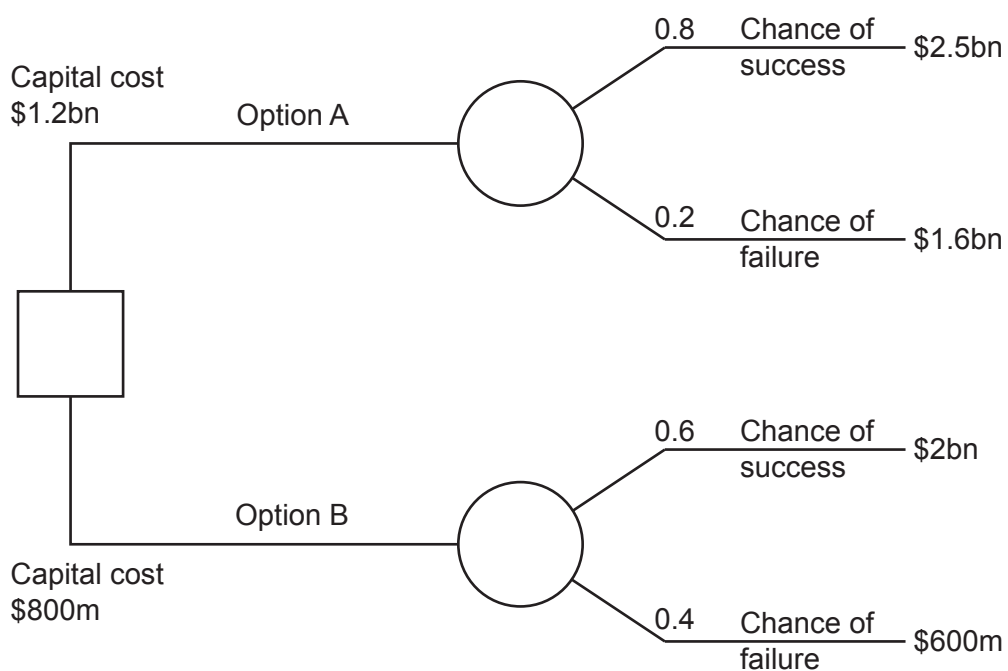 Capital cost
$1.2bn
Option A
0.8
Chance of
success
$2.5bn
0.2
Chance of
failure
$1.6bn
Option B
Capital cost
$800m
0.6
Chance of
success
$2bn
0.4
Chance of
failure
$600m